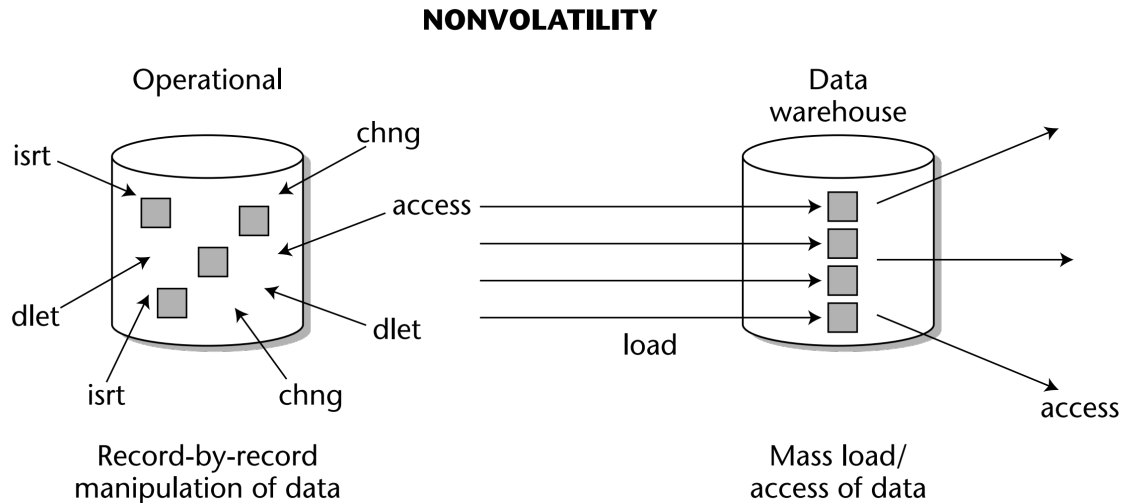 NONVOLATILITY
Operational
isrt
chng
access
dlet
isrt
chng
dlet
Record-by-record
manipulation of data
Data
warehouse
load
access
Mass load/
access of data